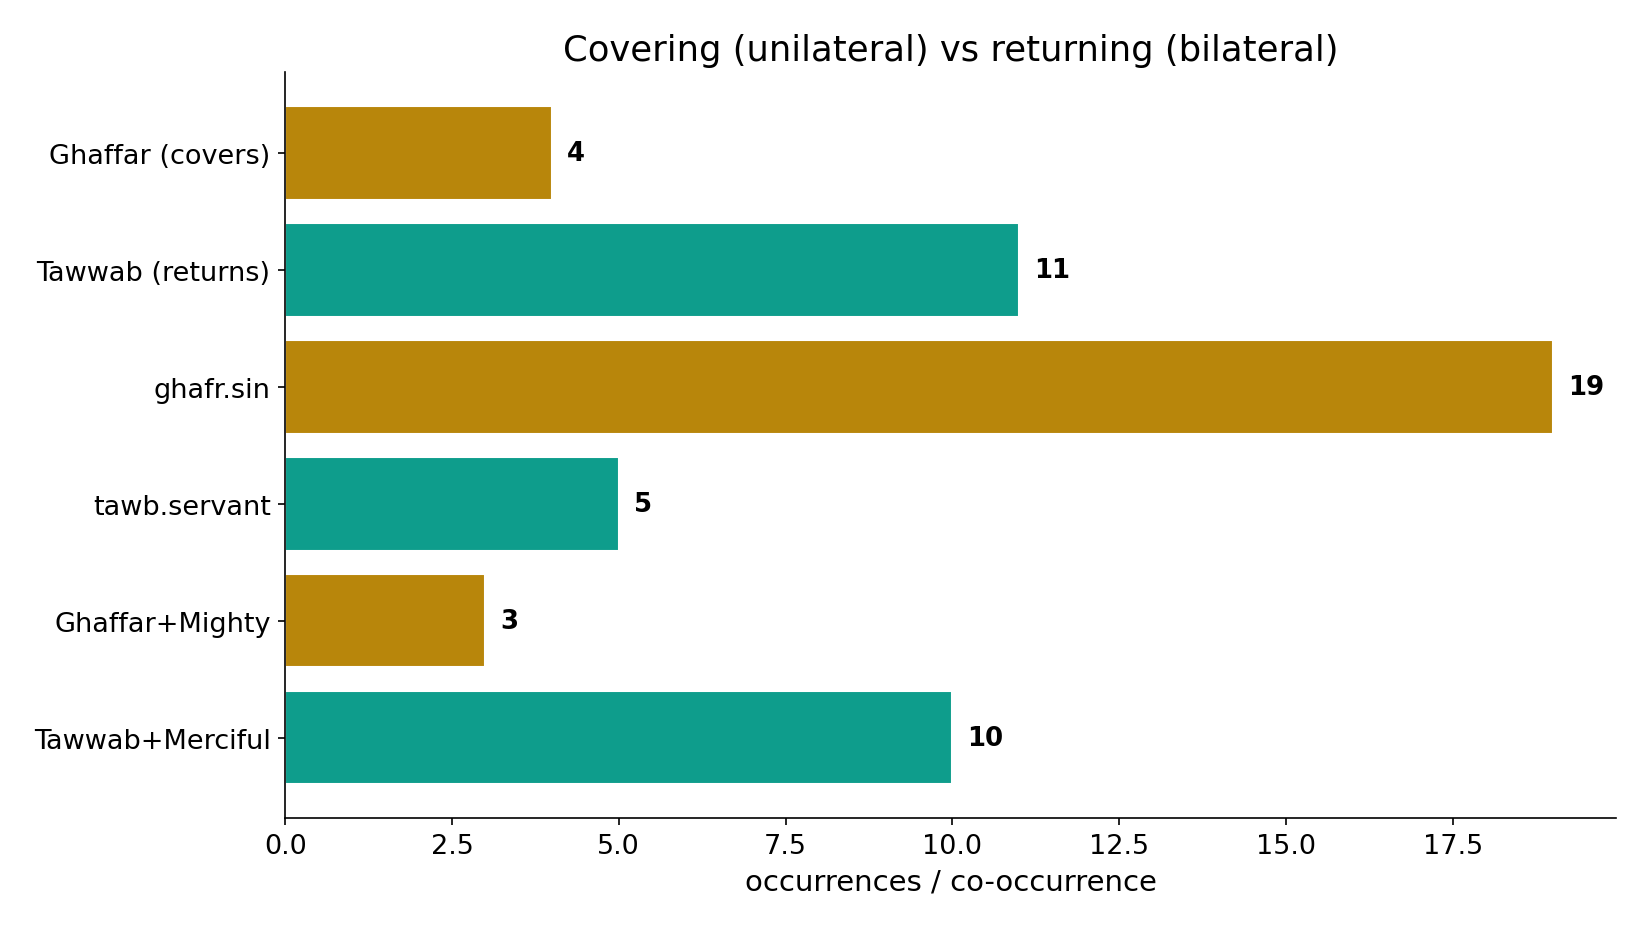 Covering (unilateral) vs returning (bilateral)
Ghaffar (covers) 4
Tawwab (returns) 11
ghafr.sin 19
tawb.servant 5
Ghaffar+Mighty 3
Tawwab+Merciful 10
0.0 2.5 5.0 7.5 10.0 12.5 15.0 17.5
occurrences / co-occurrence